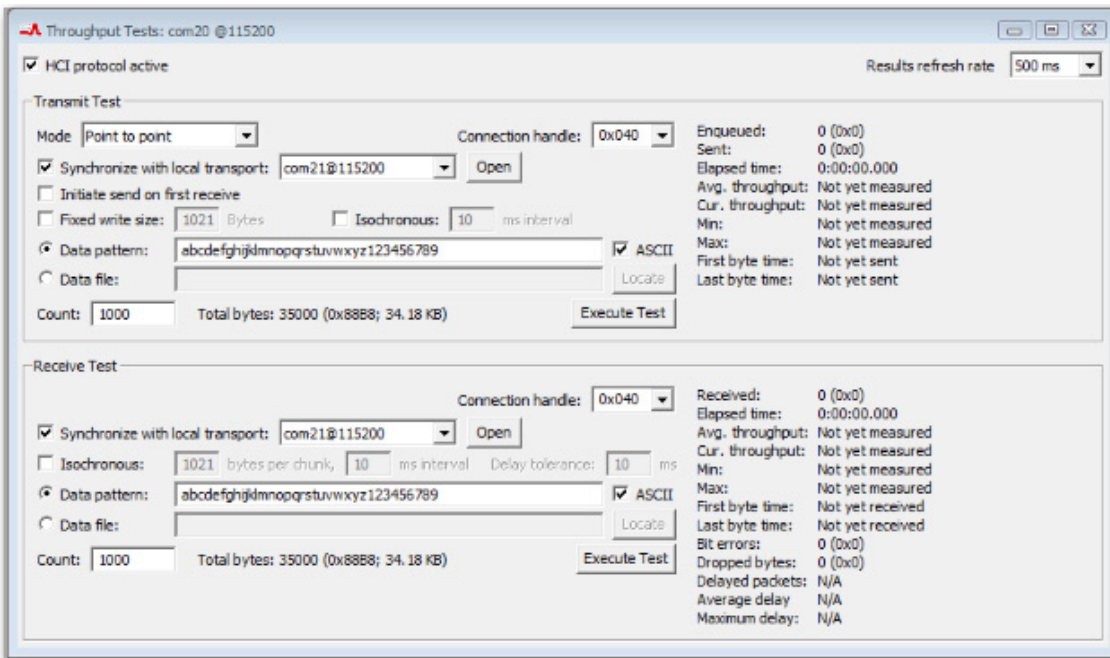 Throughput Tests: com20 @115200
HCI protocol active
Results refresh rate 500 ms
Transmit Test
Mode Point to point Connection handle: 0x040
Synchronize with local transport: com21@115200 Open
Initiate send on first receive
Fixed write size: 1021 Bytes Isochronous: 10 ms interval
Data pattern: abcdefghijklmnopqrstuvwxyz123456789 ASCII
Data file: Locate
Count: 1000 Total bytes: 35000 (0x88B8; 34.18 KB) Execute Test
Enqueued: 0 (0x0)
Sent: 0 (0x0)
Elapsed time: 0:00:00.000
Avg. throughput: Not yet measured
Cur. throughput: Not yet measured
Min: Not yet measured
Max: Not yet measured
First byte time: Not yet sent
Last byte time: Not yet sent
Receive Test
Connection handle: 0x040
Synchronize with local transport: com21@115200 Open
Isochronous: 1021 bytes per chunk, 10 ms interval Delay tolerance: 10 ms
Data pattern: abcdefghijklmnopqrstuvwxyz123456789 ASCII
Data file: Locate
Count: 1000 Total bytes: 35000 (0x88B8; 34.18 KB) Execute Test
Received: 0 (0x0)
Elapsed time: 0:00:00.000
Avg. throughput: Not yet measured
Cur. throughput: Not yet measured
Min: Not yet measured
Max: Not yet measured
First byte time: Not yet received
Last byte time: Not yet received
Bit errors: 0 (0x0)
Dropped bytes: 0 (0x0)
Delayed packets: N/A
Average delay N/A
Maximum delay: N/A